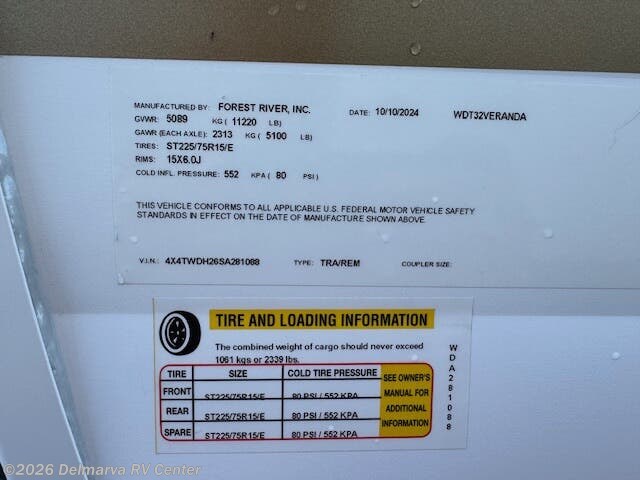 MANUFACTURED BY: FOREST RIVER, INC. DATE: 10/10/2024 WDT32VERANDA
GVWR: 5089 KG ( 11220 LB)
GAWR (EACH AXLE): 2313 KG ( 5100 LB)
TIRES: ST225/75R15/E
RIMS: 15X6.0J
COLD INFL. PRESSURE: 552 KPA ( 80 PSI )
THIS VEHICLE CONFORMS TO ALL APPLICABLE U.S. FEDERAL MOTOR VEHICLE SAFETY
STANDARDS IN EFFECT ON THE DATE OF MANUFACTURE SHOWN ABOVE.
V.I.N.: 4X4TWDH26SA281088 TYPE: TRA/REM COUPLER SIZE:
TIRE AND LOADING INFORMATION
The combined weight of cargo should never exceed
1061 kgs or 2339 lbs.
TIRE SIZE COLD TIRE PRESSURE SEE OWNER'S
FRONT ST225/75R15/E 80 PSI / 552 KPA MANUAL FOR
REAR ST225/75R15/E 80 PSI / 552 KPA ADDITIONAL
SPARE ST225/75R15/E 80 PSI / 552 KPA INFORMATION
WDA281088
©2026 Delmarva RV Center